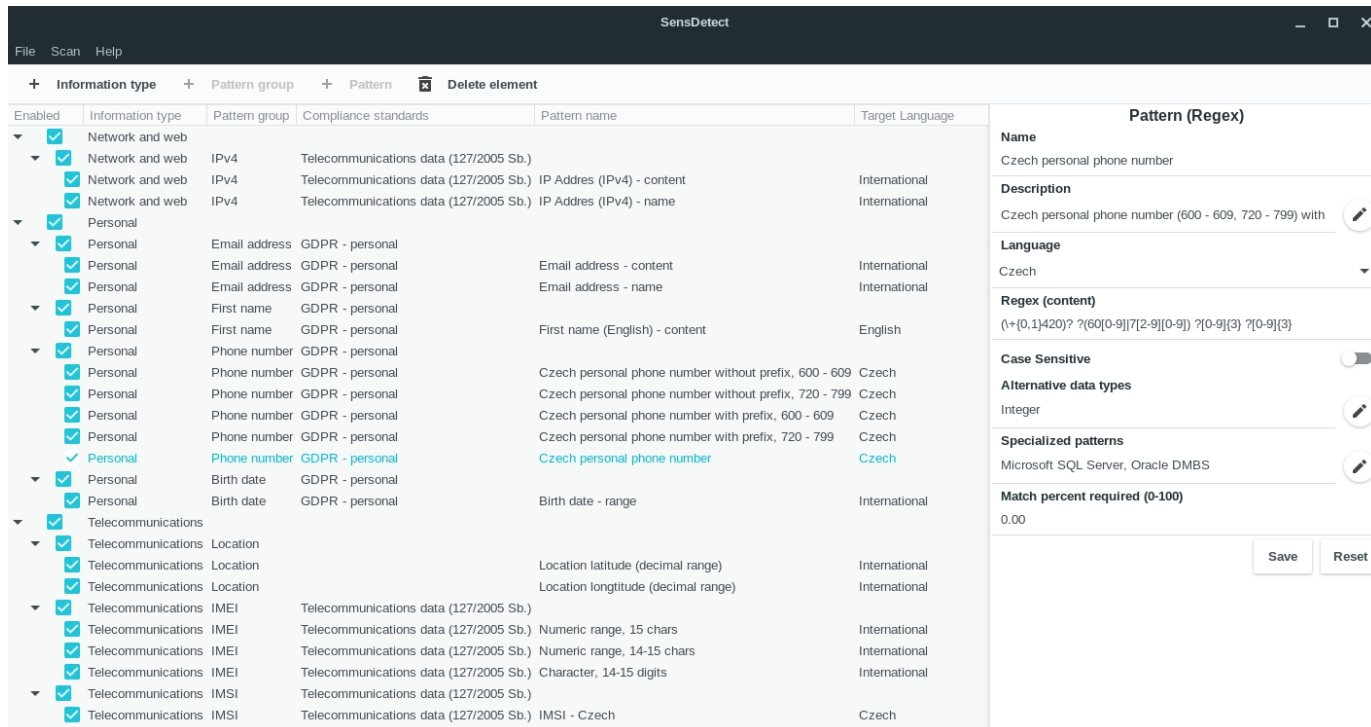 SensDetect
File Scan Help
+ Information type + Pattern group + Pattern Delete element
Enabled Information type Pattern group Compliance standards Pattern name Target Language
Network and web
Network and web IPv4 Telecommunications data (127/2005 Sb.)
Network and web IPv4 Telecommunications data (127/2005 Sb.) IP Addres (IPv4) - content International
Network and web IPv4 Telecommunications data (127/2005 Sb.) IP Addres (IPv4) - name International
Personal
Personal Email address GDPR - personal
Personal Email address GDPR - personal Email address - content International
Personal Email address GDPR - personal Email address - name International
Personal First name GDPR - personal
Personal First name GDPR - personal First name (English) - content English
Personal Phone number GDPR - personal
Personal Phone number GDPR - personal Czech personal phone number without prefix, 600 - 609 Czech
Personal Phone number GDPR - personal Czech personal phone number without prefix, 720 - 799 Czech
Personal Phone number GDPR - personal Czech personal phone number with prefix, 600 - 609 Czech
Personal Phone number GDPR - personal Czech personal phone number with prefix, 720 - 799 Czech
Personal Phone number GDPR - personal Czech personal phone number Czech
Personal Birth date GDPR - personal
Personal Birth date GDPR - personal Birth date - range International
Telecommunications
Telecommunications Location
Telecommunications Location Location latitude (decimal range) International
Telecommunications Location Location longtitude (decimal range) International
Telecommunications IMEI Telecommunications data (127/2005 Sb.)
Telecommunications IMEI Telecommunications data (127/2005 Sb.) Numeric range, 15 chars International
Telecommunications IMEI Telecommunications data (127/2005 Sb.) Numeric range, 14-15 chars International
Telecommunications IMEI Telecommunications data (127/2005 Sb.) Character, 14-15 digits International
Telecommunications IMSI Telecommunications data (127/2005 Sb.)
Telecommunications IMSI Telecommunications data (127/2005 Sb.) IMSI - Czech Czech
Pattern (Regex)
Name
Czech personal phone number
Description
Czech personal phone number (600 - 609, 720 - 799) with
Language
Czech
Regex (content)
(\+{0,1}420)? ?(60[0-9]|7[2-9][0-9]) ?[0-9]{3} ?[0-9]{3}
Case Sensitive
Alternative data types
Integer
Specialized patterns
Microsoft SQL Server, Oracle DMBS
Match percent required (0-100)
0.00
Save Reset